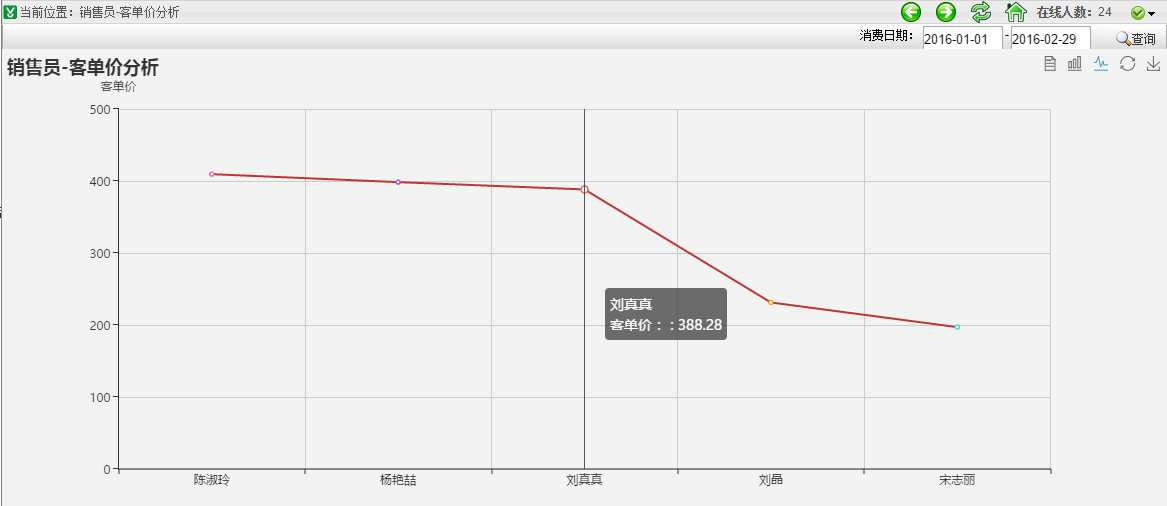 当前位置：销售员-客单价分析
在线人数：24
消费日期： 2016-01-01 - 2016-02-29 查询
销售员-客单价分析
客单价
500
400
300
200
100
0
刘真真
客单价： : 388.28
陈淑玲 杨艳喆 刘真真 刘喦 宋志丽